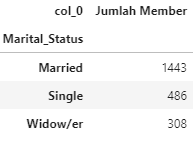 col_0 Jumlah Member
Marital_Status
Married 1443
Single 486
Widow/er 308